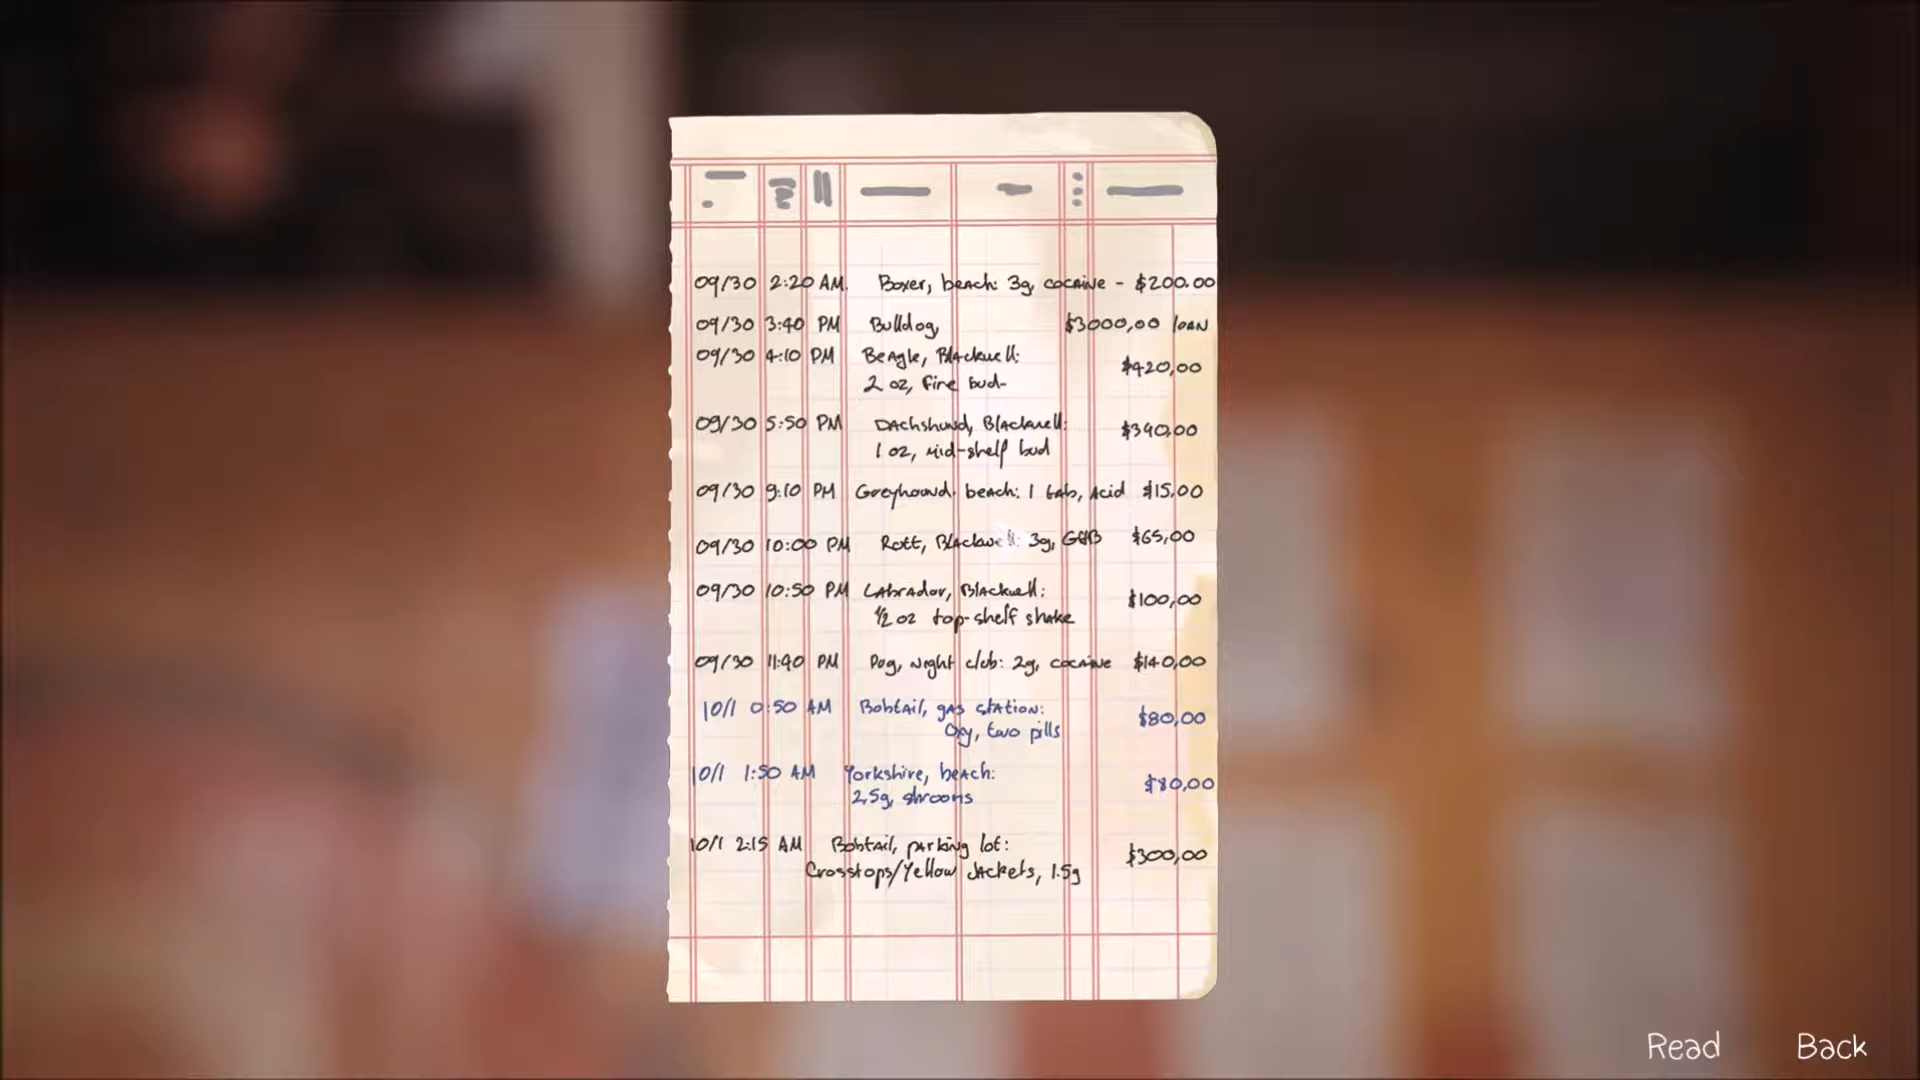 09/30 2:20 AM. Boxer, beach: 3g, cocaine - $200.00
09/30 3:40 PM Bulldog, $3000,00 loan
09/30 4:10 PM Beagle, Blackwell: $420,00
2 oz, fine bud-
09/30 5:50 PM Dachshund, Blackwell: $340,00
1 oz, mid-shelf bud
09/30 9:10 PM Greyhound, beach: 1 tab, acid $15,00
09/30 10:00 PM Rott, Blackwell: 3g, GHB $65,00
09/30 10:50 PM Labrador, Blackwell: $100,00
1/2 oz top-shelf shake
09/30 11:40 PM Pug, night club: 2g, cocaine $140,00
10/1 0:50 AM Bobtail, gas station: $80,00
Oxy, two pills
10/1 1:50 AM Yorkshire, beach: $80,00
2,5g, shrooms
10/1 2:15 AM Bobtail, parking lot: $300,00
Crosstops/Yellow Jackets, 1.5g
Read Back